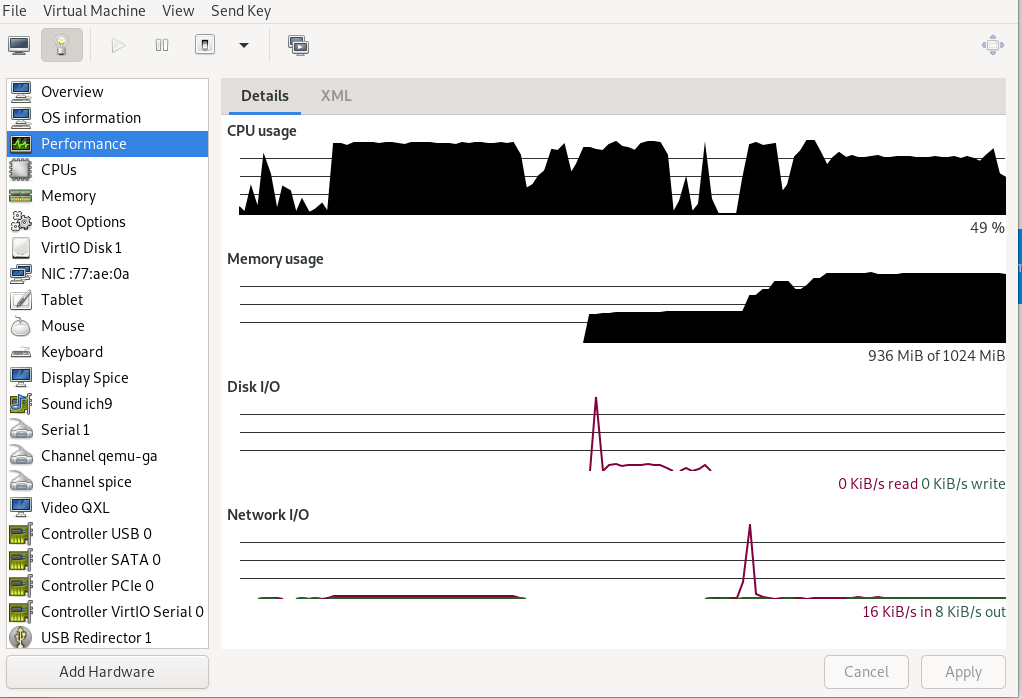 File Virtual Machine View Send Key
Details XML
Overview
OS information
Performance
CPUs
Memory
Boot Options
VirtIO Disk 1
NIC :77:ae:0a
Tablet
Mouse
Keyboard
Display Spice
Sound ich9
Serial 1
Channel qemu-ga
Channel spice
Video QXL
Controller USB 0
Controller SATA 0
Controller PCIe 0
Controller VirtIO Serial 0
USB Redirector 1
Add Hardware
CPU usage
49 %
Memory usage
936 MiB of 1024 MiB
Disk I/O
0 KiB/s read 0 KiB/s write
Network I/O
16 KiB/s in 8 KiB/s out
Cancel Apply